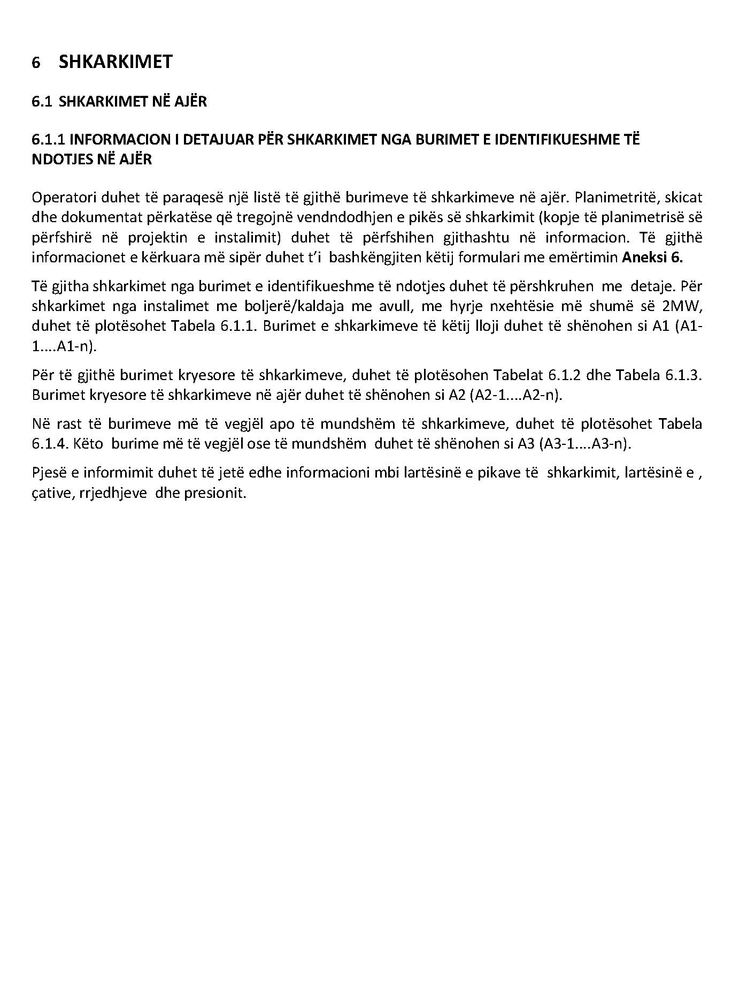 6 SHKARKIMET
6.1 SHKARKIMET NË AJËR
6.1.1 INFORMACION I DETAJUAR PËR SHKARKIMET NGA BURIMET E IDENTIFIKUESHME TË
NDOTJES NË AJËR
Operatori duhet të paraqesë një listë të gjithë burimeve të shkarkimeve në ajër. Planimetritë, skicat
dhe dokumentat përkatëse që tregojnë vendndodhjen e pikës së shkarkimit (kopje të planimetrisë së
përfshirë në projektin e instalimit) duhet të përfshihen gjithashtu në informacion. Të gjithë
informacionet e kërkuara më sipër duhet t’i bashkëngjiten këtij formulari me emërtimin Aneksi 6.
Të gjitha shkarkimet nga burimet e identifikueshme të ndotjes duhet të përshkruhen me detaje. Për
shkarkimet nga instalimet me boljerë/kaldaja me avull, me hyrje nxehtësie më shumë së 2MW,
duhet të plotësohet Tabela 6.1.1. Burimet e shkarkimeve të këtij lloji duhet të shënohen si A1 (A1-
1....A1-n).
Për të gjithë burimet kryesore të shkarkimeve, duhet të plotësohen Tabelat 6.1.2 dhe Tabela 6.1.3.
Burimet kryesore të shkarkimeve në ajër duhet të shënohen si A2 (A2-1....A2-n).
Në rast të burimeve më të vegjël apo të mundshëm të shkarkimeve, duhet të plotësohet Tabela
6.1.4. Këto burime më të vegjël ose të mundshëm duhet të shënohen si A3 (A3-1....A3-n).
Pjesë e informimit duhet të jetë edhe informacioni mbi lartësinë e pikave të shkarkimit, lartësinë e ,
çative, rrjedhjeve dhe presionit.